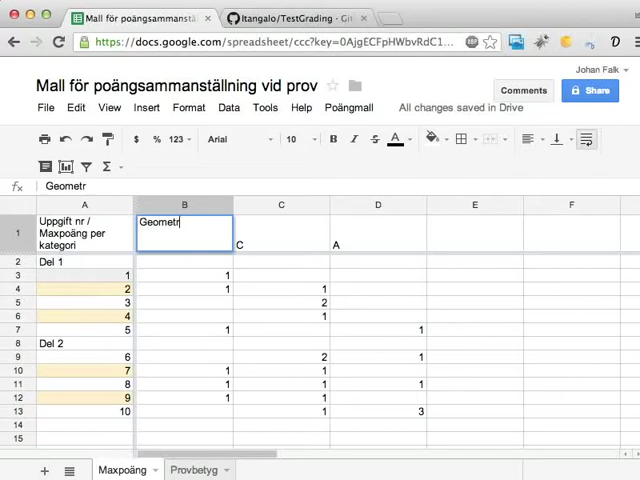 Mall för poängsammanstäl
Itangalo/TestGrading · Git
https://docs.google.com/spreadsheet/ccc?key=0AjgECFpHWbvRdC1...
Johan Falk
Mall för poängsammanställning vid prov
Comments
Share
File Edit View Insert Format Data Tools Help Poängmall All changes saved in Drive
$ % 123 Arial 10 B I S A
Σ
fx Geometr
A B C D E F
1 Uppgift nr / Maxpoäng per kategori Geometr C A
2 Del 1
3 1 1
4 2 1 1
5 3 2
6 4 1
7 5 1 1
8 Del 2
9 6 2 1
10 7 1 1
11 8 1 1 1
12 9 1 1
13 10 1 3
14
15
Maxpoäng Provbetyg